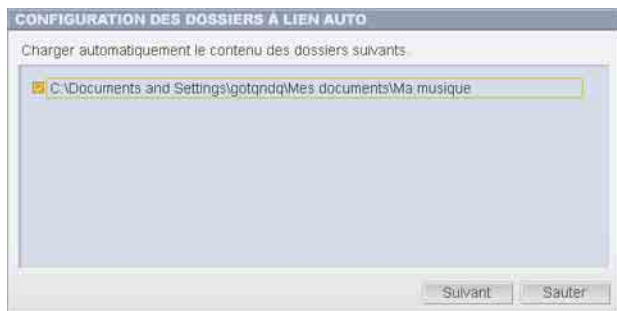 CONFIGURATION DES DOSSIERS À LIEN AUTO
Charger automatiquement le contenu des dossiers suivants.
C:\Documents and Settings\gotqndq\Mes documents\Ma musique
Suivant Sauter